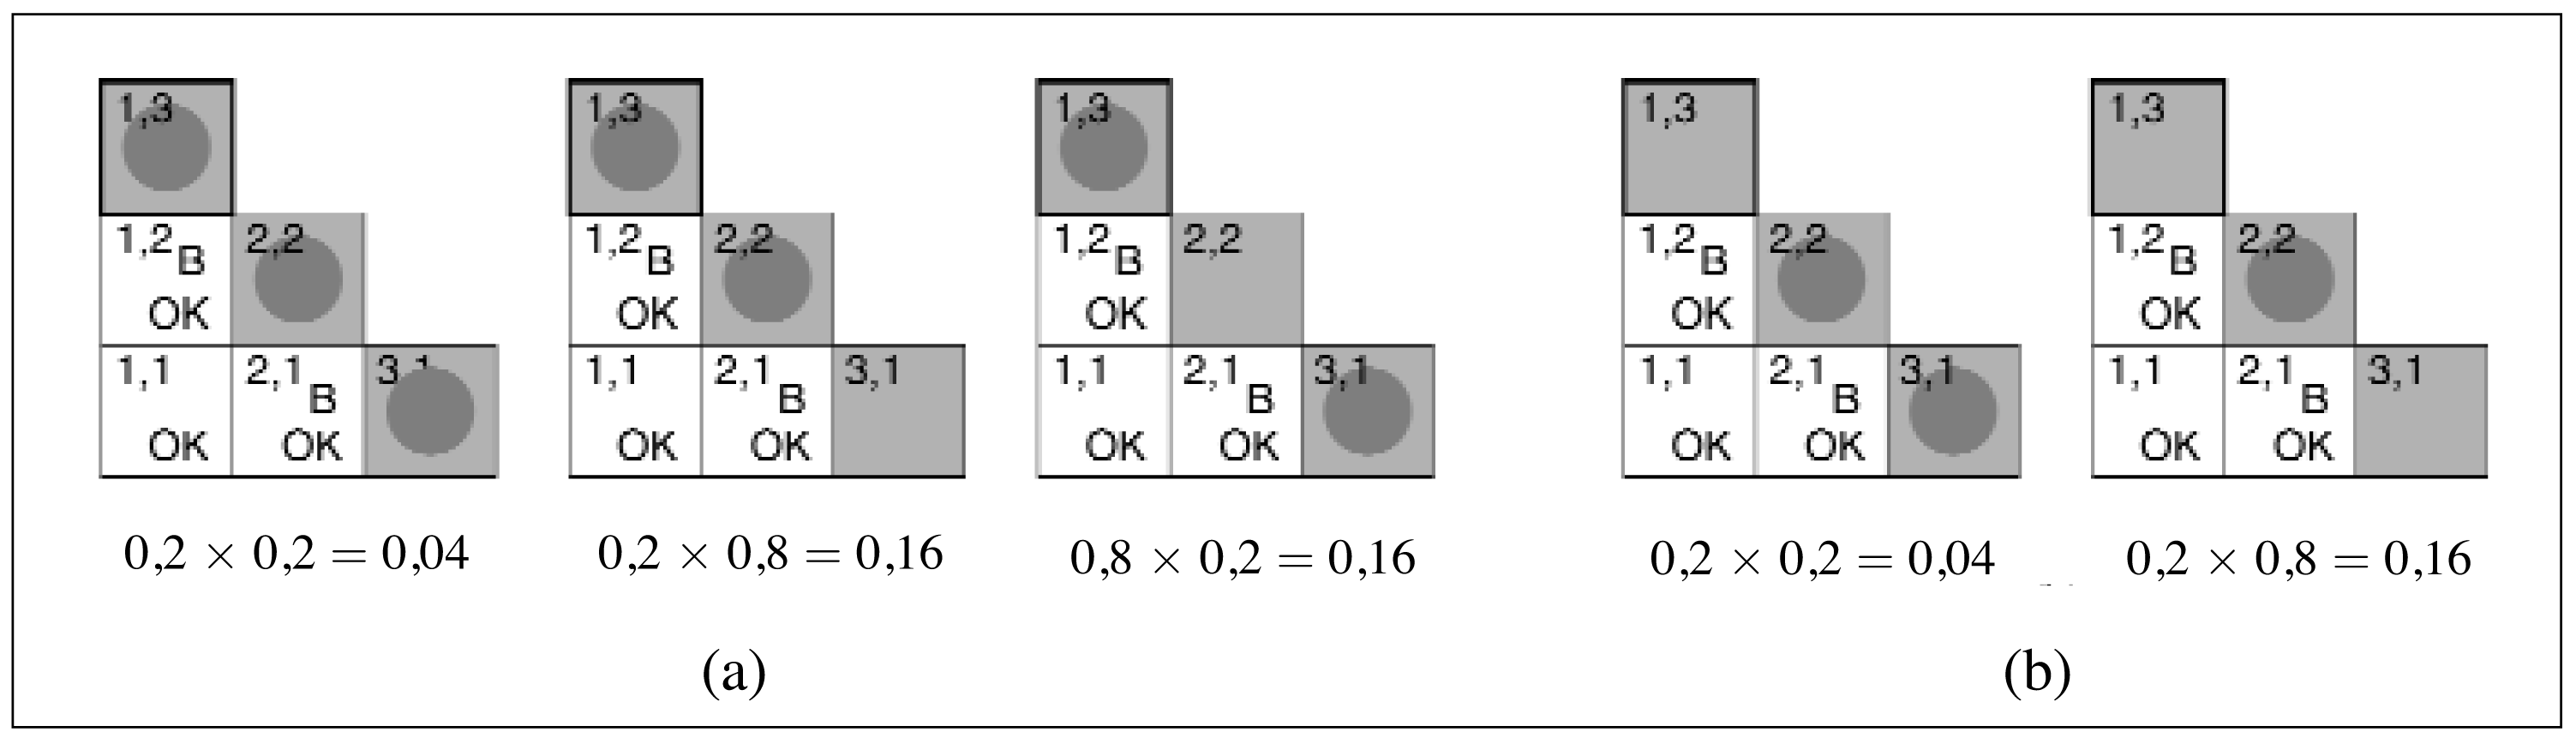 1,3 1,3 1,3 1,3 1,3
1,2 B 2,2 1,2 B 2,2 1,2 B 2,2 1,2 B 2,2 1,2 B 2,2
OK OK OK OK OK
1,1 2,1 B 3,1 1,1 2,1 B 3,1 1,1 2,1 B 3,1 1,1 2,1 B 3,1 1,1 2,1 B 3,1
OK OK OK OK OK OK OK OK OK OK
0,2 × 0,2 = 0,04 0,2 × 0,8 = 0,16 0,8 × 0,2 = 0,16 0,2 × 0,2 = 0,04 0,2 × 0,8 = 0,16
(a) (b)